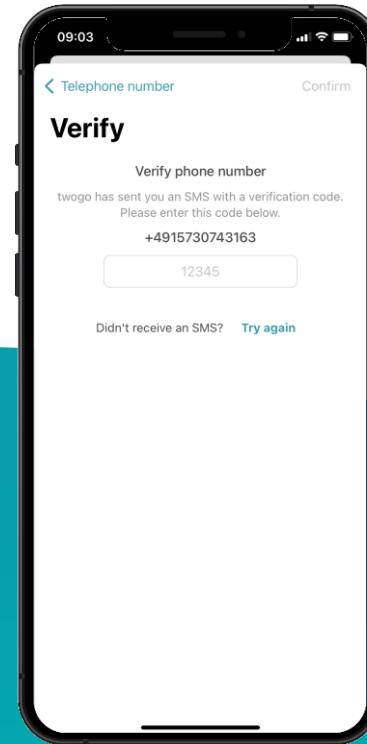 09:03
Telephone number Confirm
Verify
Verify phone number
twogo has sent you an SMS with a verification code.
Please enter this code below.
+4915730743163
12345
Didn't receive an SMS? Try again